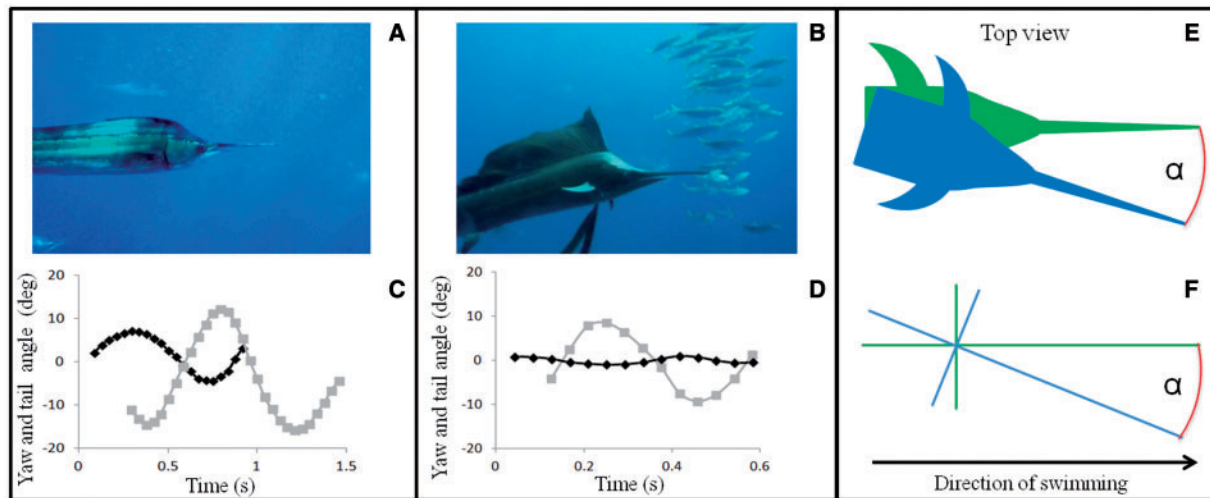 A
B
Top view
E
α
C
Yaw and tail angle (deg)
20
10
0
-10
-20
0
0.5
1
1.5
Time (s)
D
Yaw and tail angle (deg)
20
10
0
-10
-20
0
0.2
0.4
0.6
Time (s)
F
α
Direction of swimming